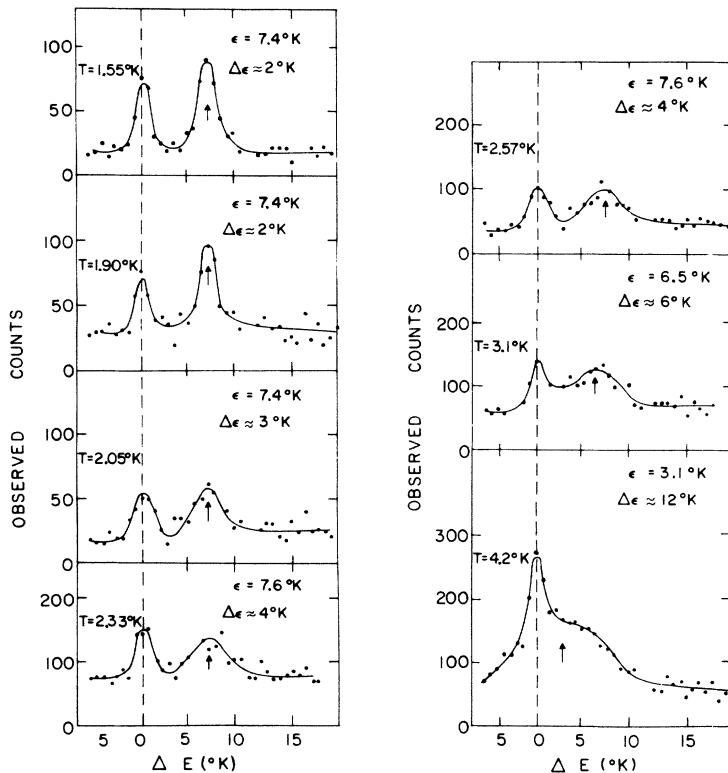 ε = 7.4°K
Δε ≈ 2°K
T=1.55°K
100
50
0
ε = 7.4°K
Δε ≈ 2°K
T=1.90°K
100
50
0
ε = 7.4°K
Δε ≈ 3°K
T=2.05°K
100
50
0
ε = 7.6°K
Δε ≈ 4°K
T=2.33°K
200
100
0
5 0 5 10 15
Δ E (°K)
OBSERVED COUNTS
ε = 7.6°K
Δε ≈ 4°K
T=2.57°K
200
100
0
ε = 6.5°K
Δε ≈ 6°K
T=3.1°K
200
100
0
ε = 3.1°K
Δε ≈ 12°K
T=4.2°K
300
200
100
0
5 0 5 10 15
Δ E (°K)
OBSERVED COUNTS